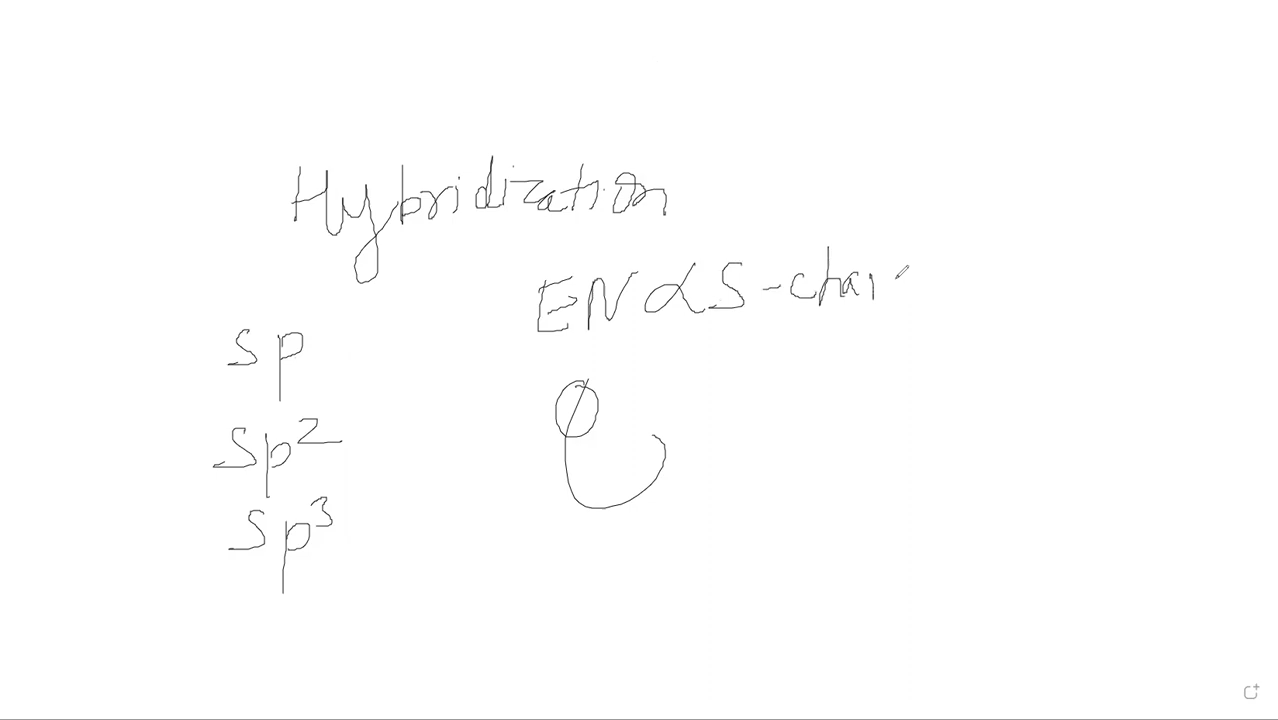 Hybridization
EN α S-char
sp
sp²
sp³